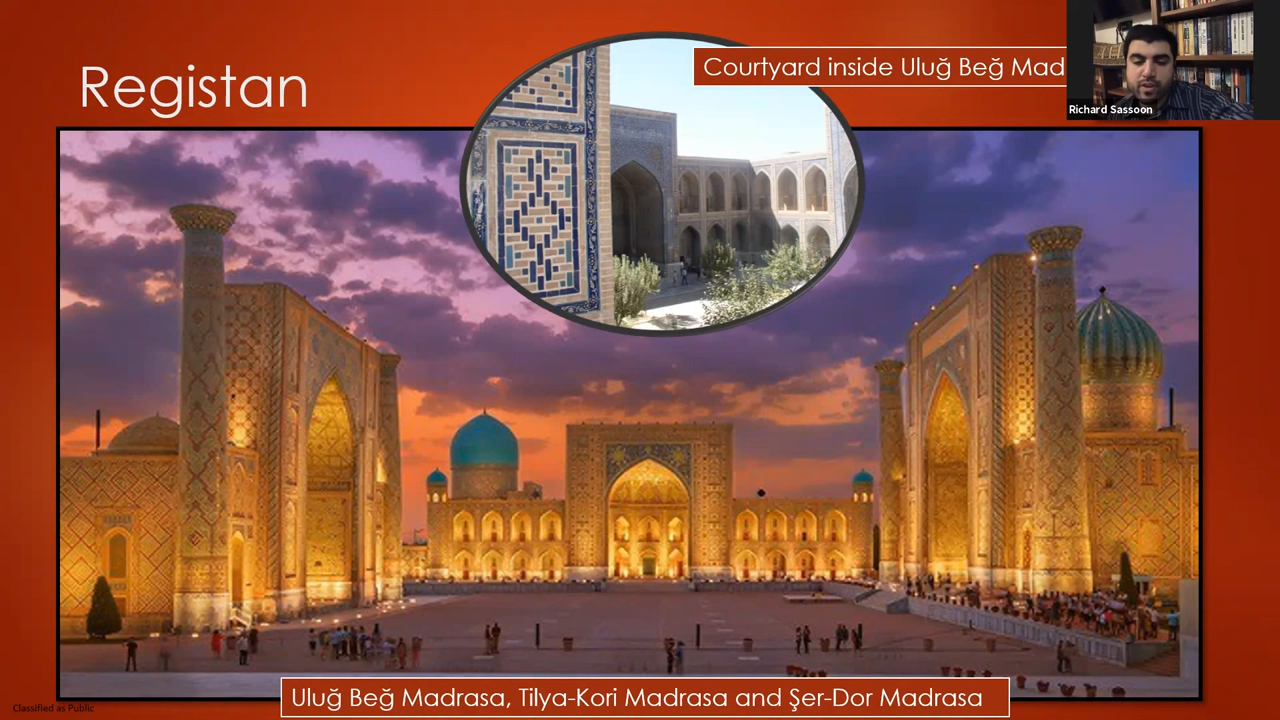 Registan
Courtyard inside Uluğ Beğ Mad
Richard Sassoon
Uluğ Beğ Madrasa, Tilya-Kori Madrasa and Şer-Dor Madrasa
Classified as Public